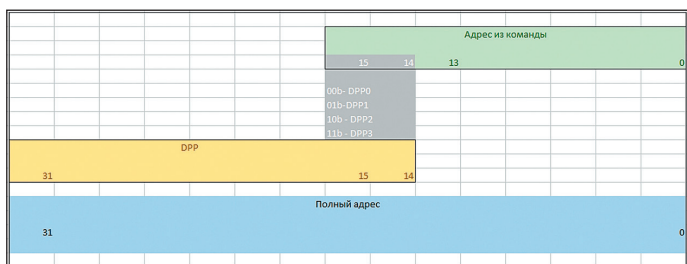 Адрес из команды
15 14 13 0
00b- DPP0
01b-DPP1
10b - DPP2
11b - DPP3
DPP
31 15 14
Полный адрес
31 0